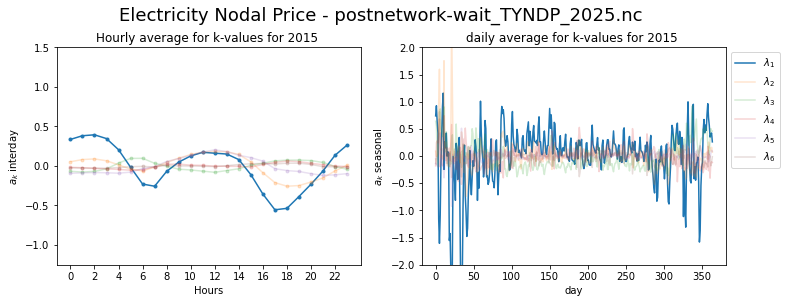 Electricity Nodal Price - postnetwork-wait_TYNDP_2025.nc
Hourly average for k-values for 2015
1.5
1.0
0.5
0.0
−0.5
−1.0
a_k interday
0 2 4 6 8 10 12 14 16 18 20 22
Hours
daily average for k-values for 2015
2.0
1.5
1.0
0.5
0.0
−0.5
−1.0
−1.5
−2.0
a_k seasonal
0 50 100 150 200 250 300 350
day
λ₁
λ₂
λ₃
λ₄
λ₅
λ₆